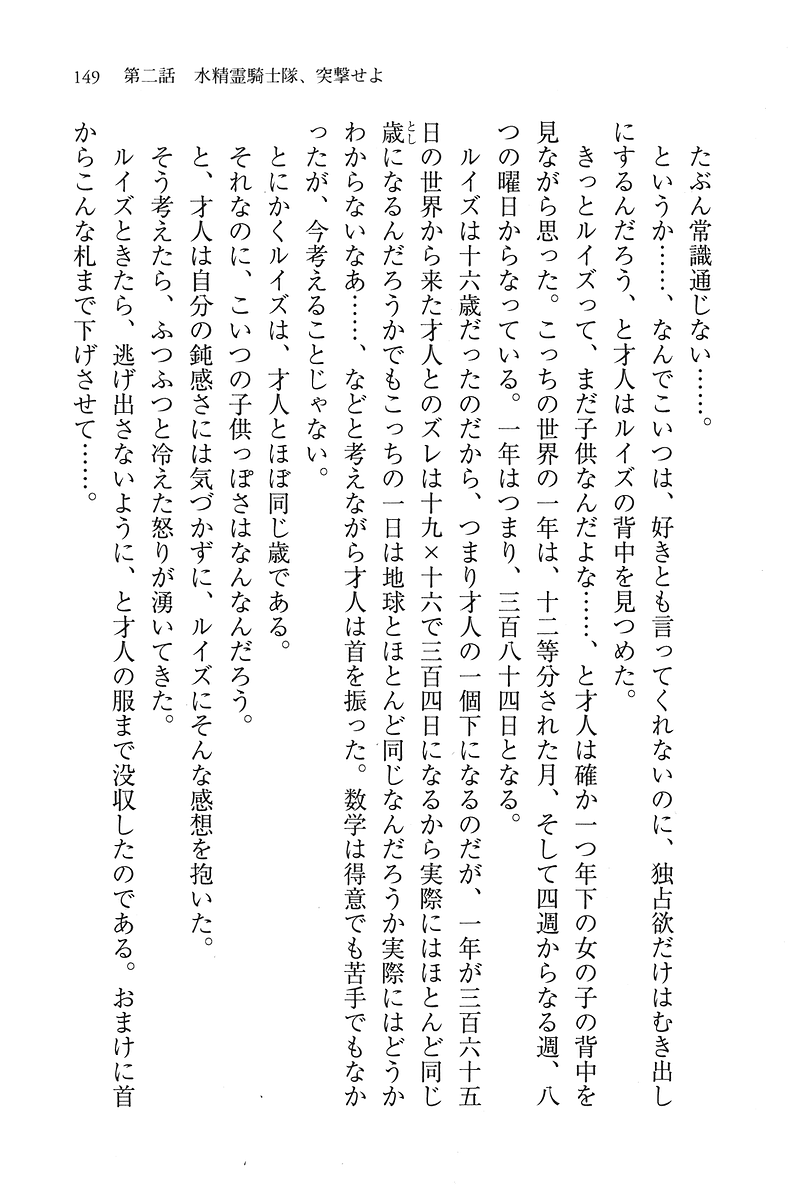 149　第二話　水精霊騎士隊、突撃せよ
たぶん常識通じない……。
というか……、なんでこいつは、好きとも言ってくれないのに、独占欲だけはむき出し
にするんだろう、と才人はルイズの背中を見つめた。
きっとルイズって、まだ子供なんだよな……、と才人は確か一つ年下の女の子の背中を
見ながら思った。こっちの世界の一年は、十二等分された月、そして四週からなる週、八
つの曜日からなっている。一年はつまり、三百八十四日となる。
ルイズは十六歳だったのだから、つまり才人の一個下になるのだが、一年が三百六十五
日の世界から来た才人とのズレは十九×十六で三百四日になるから実際にはほとんど同じ
歳になるんだろうかでもこっちの一日は地球とほとんど同じなんだろうか実際にはどうか
わからないなあ……、などと考えながら才人は首を振った。数学は得意でも苦手でもなか
ったが、今考えることじゃない。
とにかくルイズは、才人とほぼ同じ歳である。
それなのに、こいつの子供っぽさはなんなんだろう。
と、才人は自分の鈍感さには気づかずに、ルイズにそんな感想を抱いた。
そう考えたら、ふつふつと冷えた怒りが湧いてきた。
ルイズときたら、逃げ出さないように、と才人の服まで没収したのである。おまけに首
からこんな札まで下げさせて……。